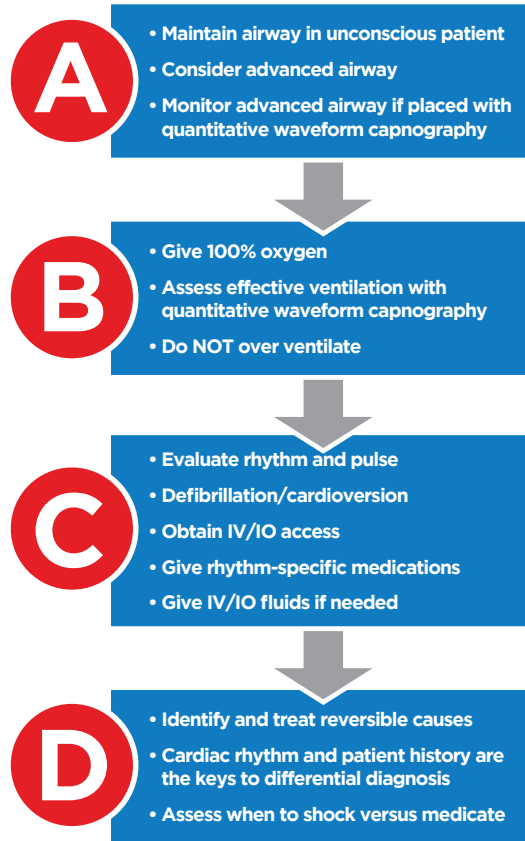 A
• Maintain airway in unconscious patient
• Consider advanced airway
• Monitor advanced airway if placed with
quantitative waveform capnography
B
• Give 100% oxygen
• Assess effective ventilation with
quantitative waveform capnography
• Do NOT over ventilate
C
• Evaluate rhythm and pulse
• Defibrillation/cardioversion
• Obtain IV/IO access
• Give rhythm-specific medications
• Give IV/IO fluids if needed
D
• Identify and treat reversible causes
• Cardiac rhythm and patient history are
the keys to differential diagnosis
• Assess when to shock versus medicate